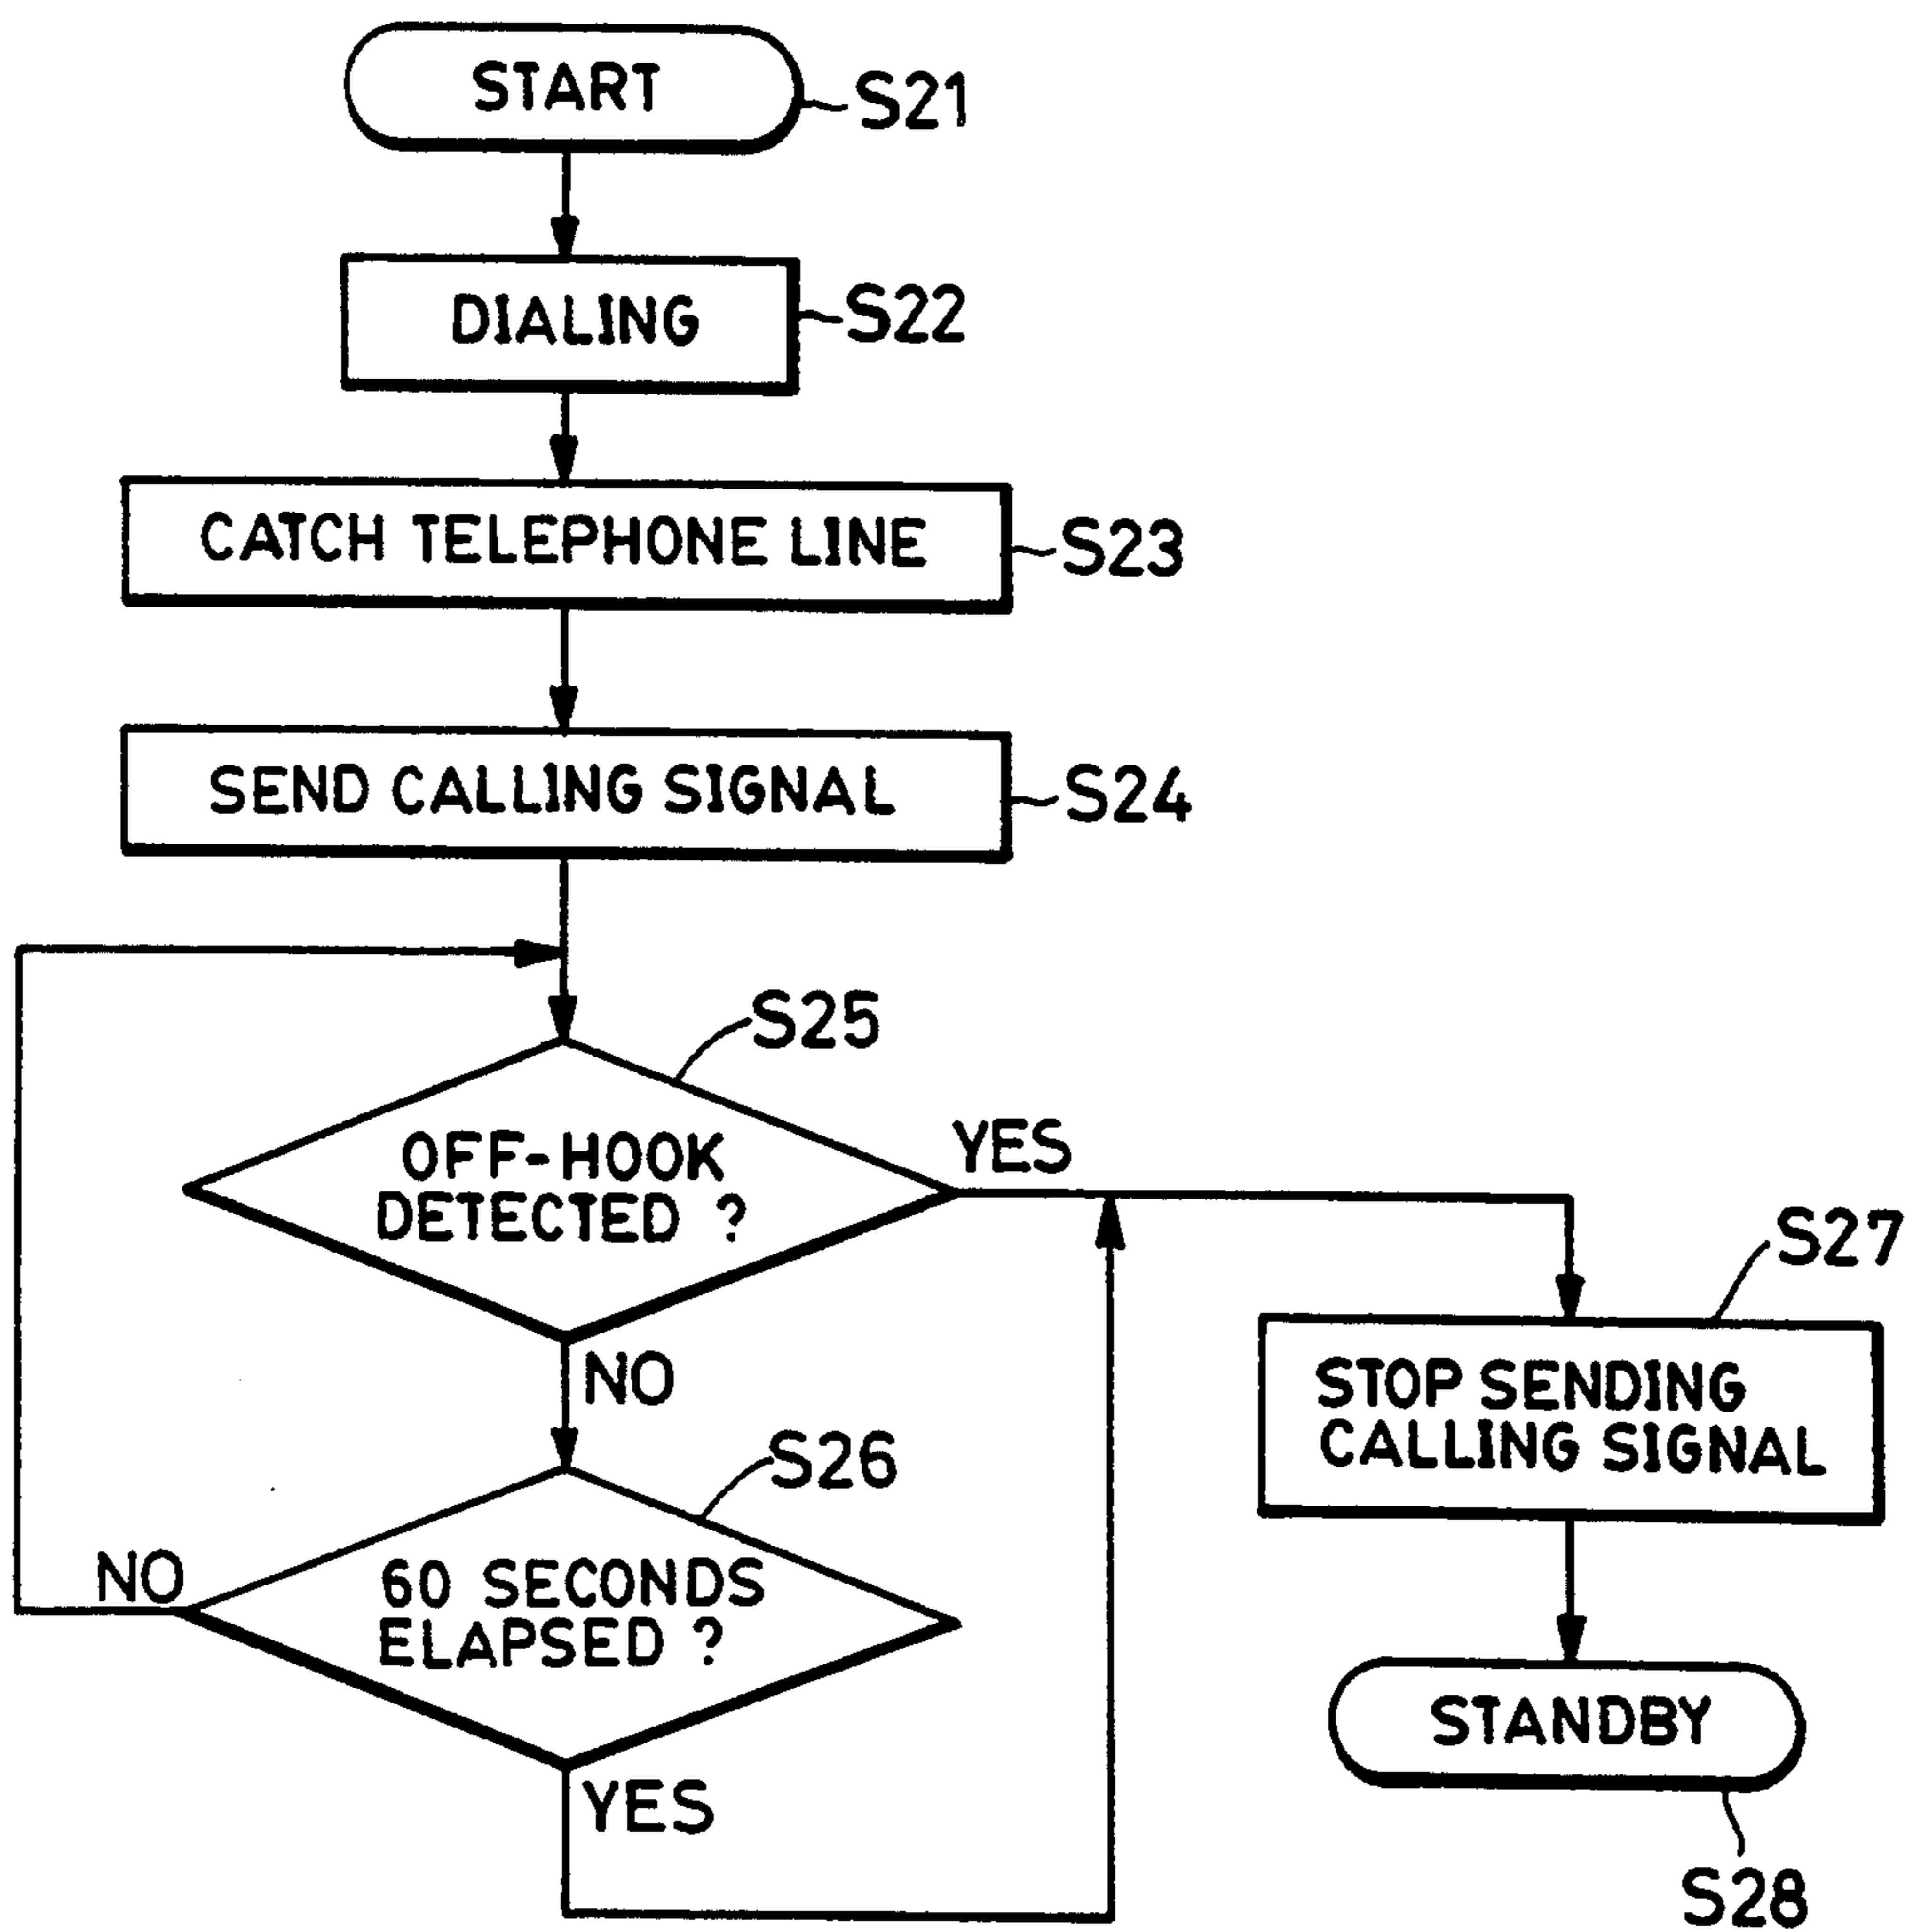 START
S21
DIALING
S22
CATCH TELEPHONE LINE
S23
SEND CALLING SIGNAL
S24
S25
OFF-HOOK
DETECTED ?
YES
NO
S26
60 SECONDS
ELAPSED ?
NO
YES
S27
STOP SENDING
CALLING SIGNAL
STANDBY
S28